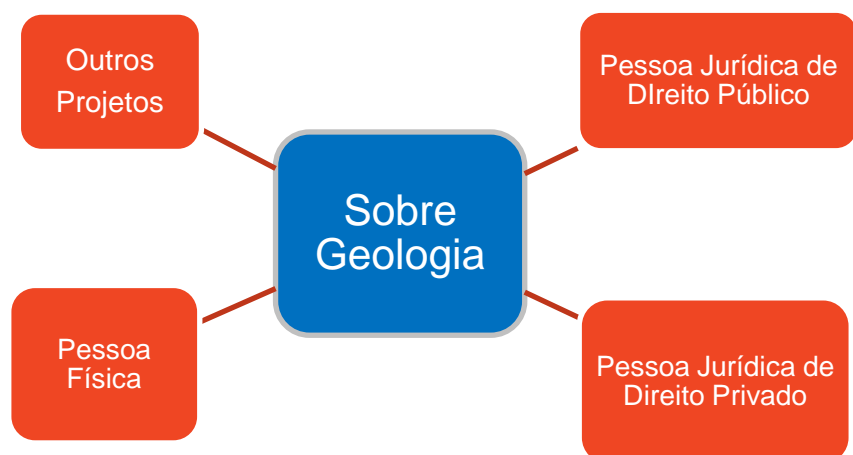 Outros
Projetos
Pessoa Jurídica de
DIreito Público
Sobre
Geologia
Pessoa
Física
Pessoa Jurídica de
Direito Privado